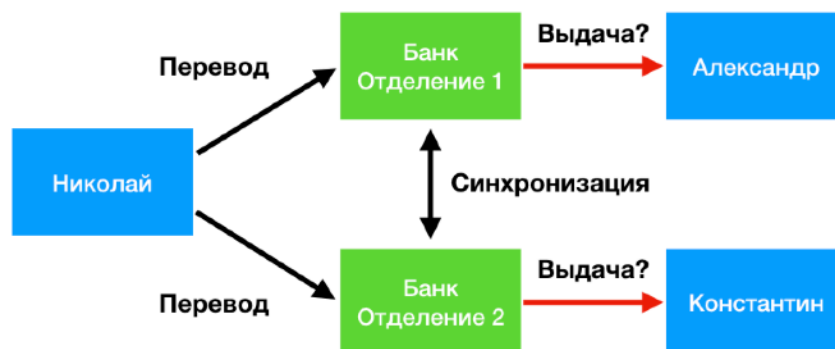 Перевод
Банк
Отделение 1
Выдача?
Александр
Николай
Синхронизация
Перевод
Банк
Отделение 2
Выдача?
Константин